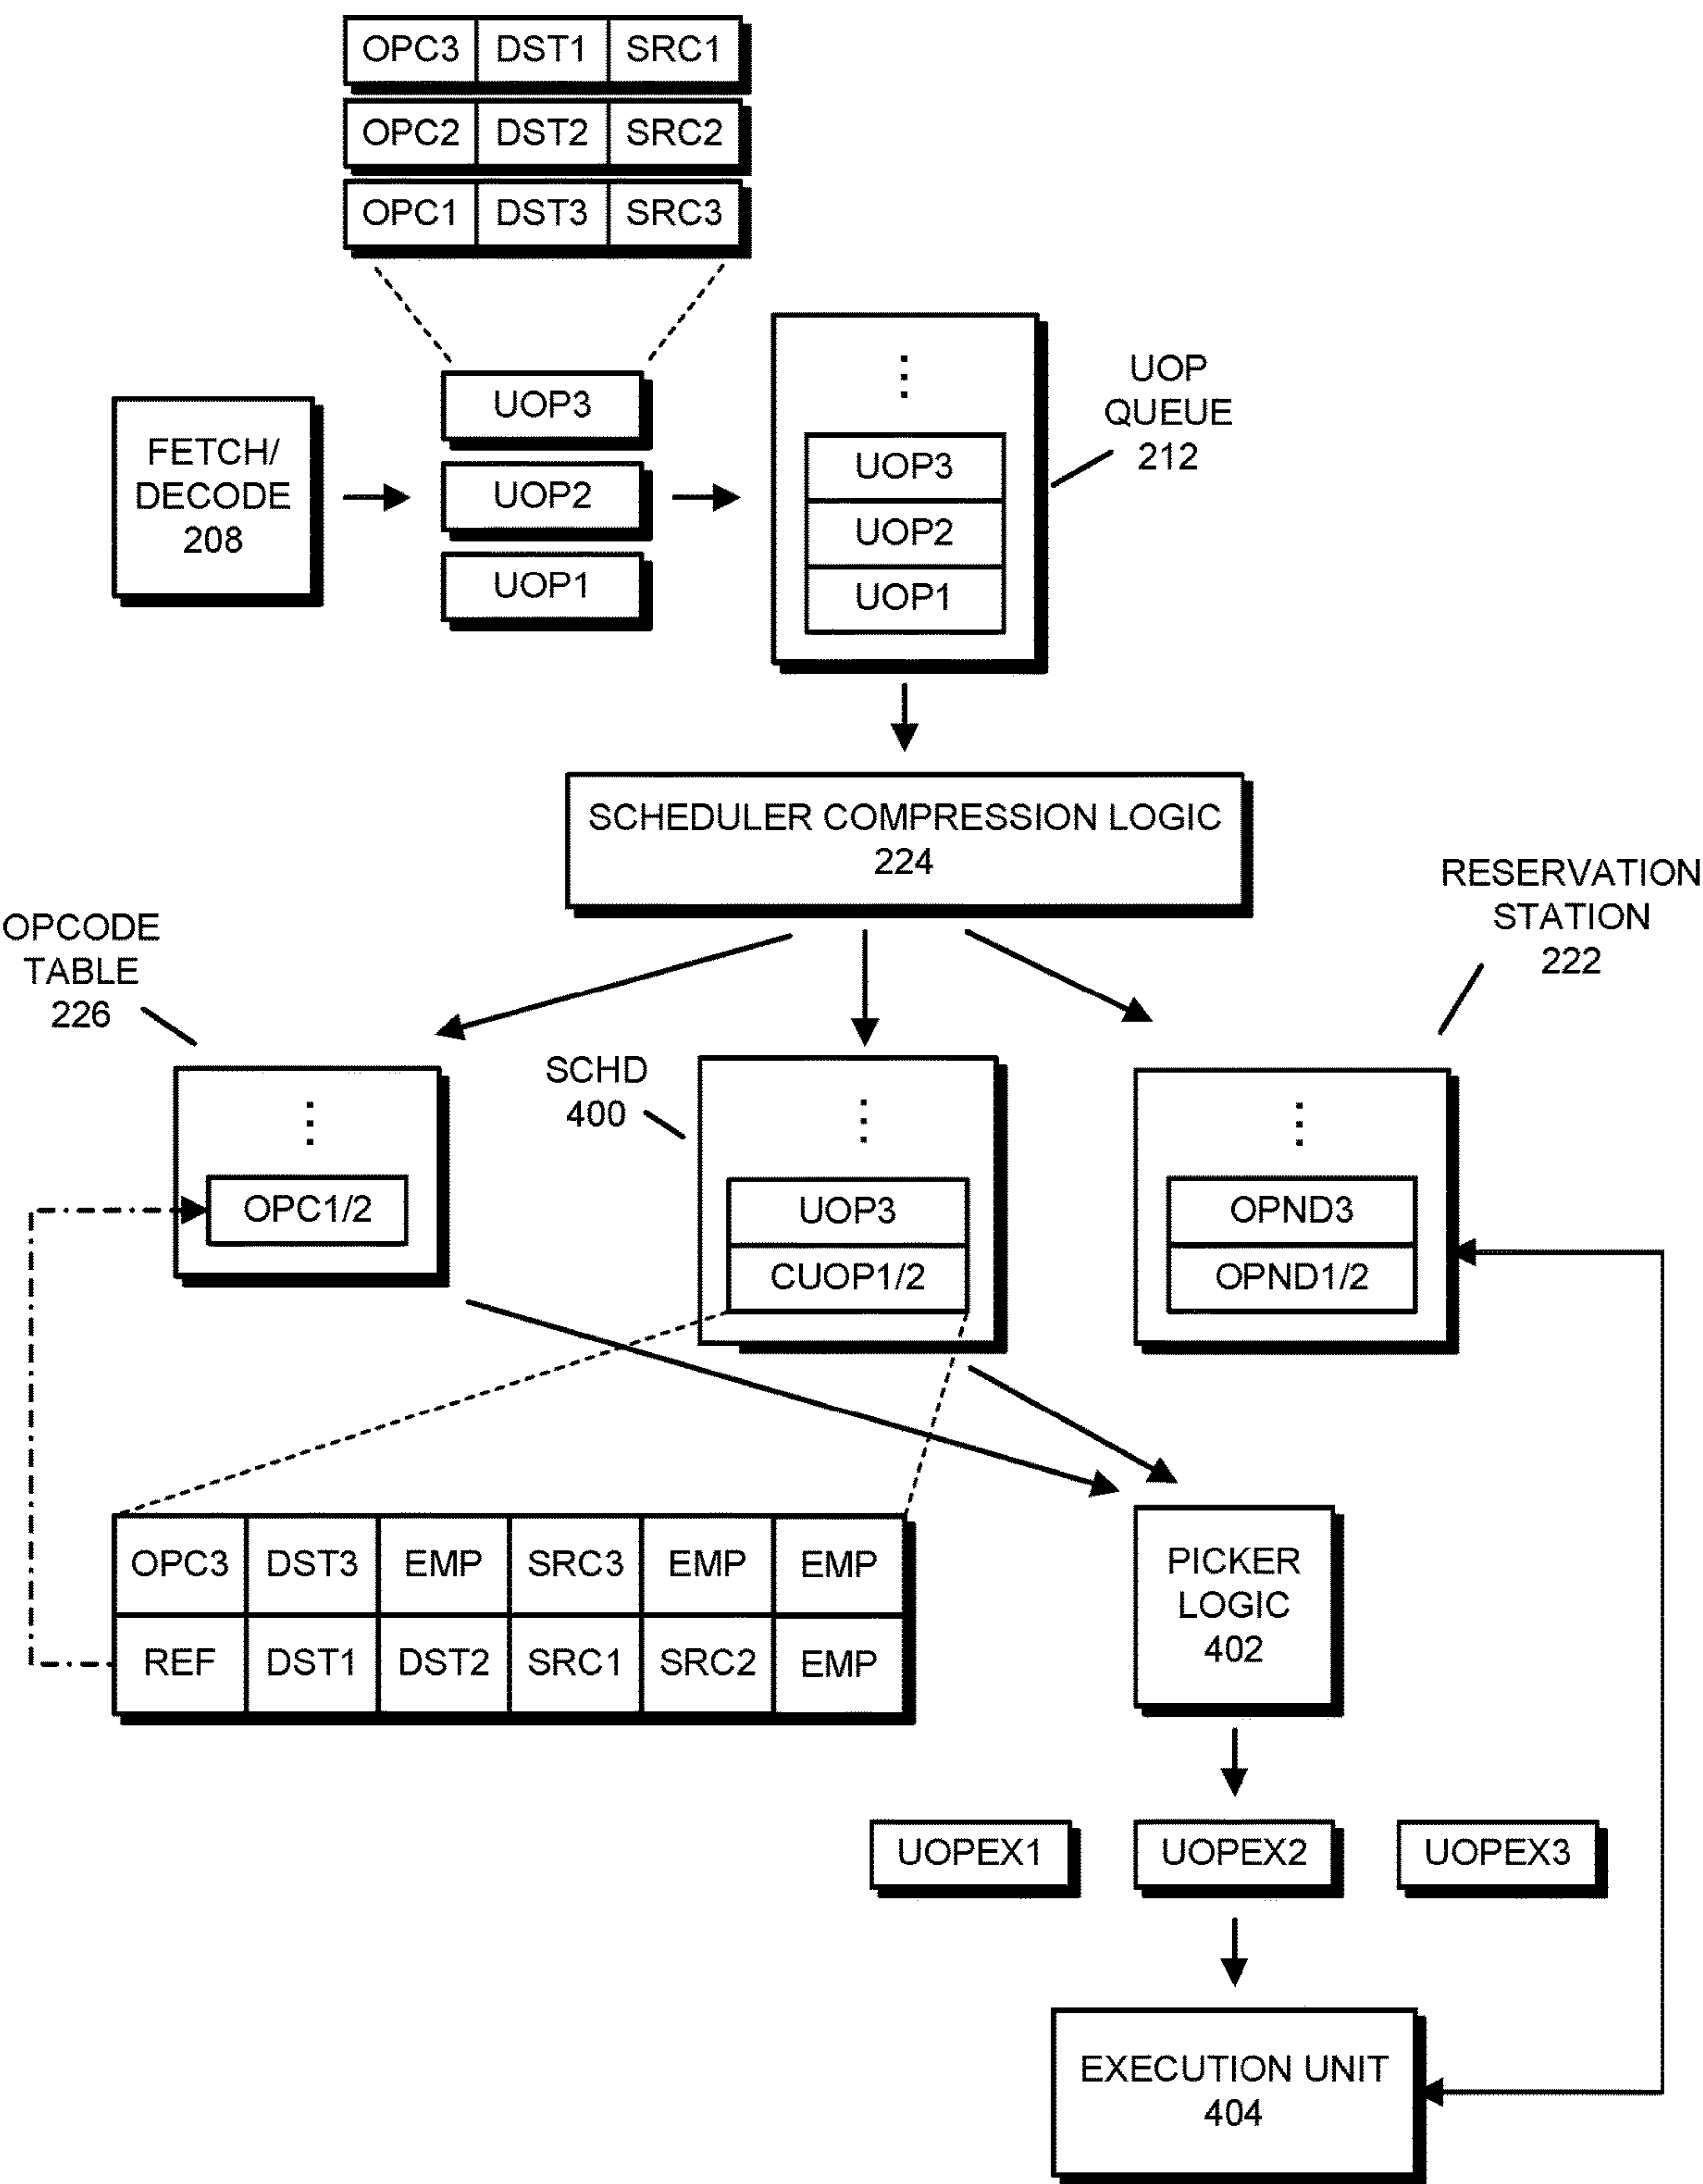 OPC3 DST1 SRC1
OPC2 DST2 SRC2
OPC1 DST3 SRC3
FETCH/
DECODE
208
UOP3
UOP2
UOP1
⋮
UOP3
UOP2
UOP1
UOP
QUEUE
212
SCHEDULER COMPRESSION LOGIC
224
OPCODE
TABLE
226
⋮
OPC1/2
SCHD
400
⋮
UOP3
CUOP1/2
RESERVATION
STATION
222
⋮
OPND3
OPND1/2
OPC3 DST3 EMP SRC3 EMP EMP
REF DST1 DST2 SRC1 SRC2 EMP
PICKER
LOGIC
402
UOPEX1 UOPEX2 UOPEX3
EXECUTION UNIT
404